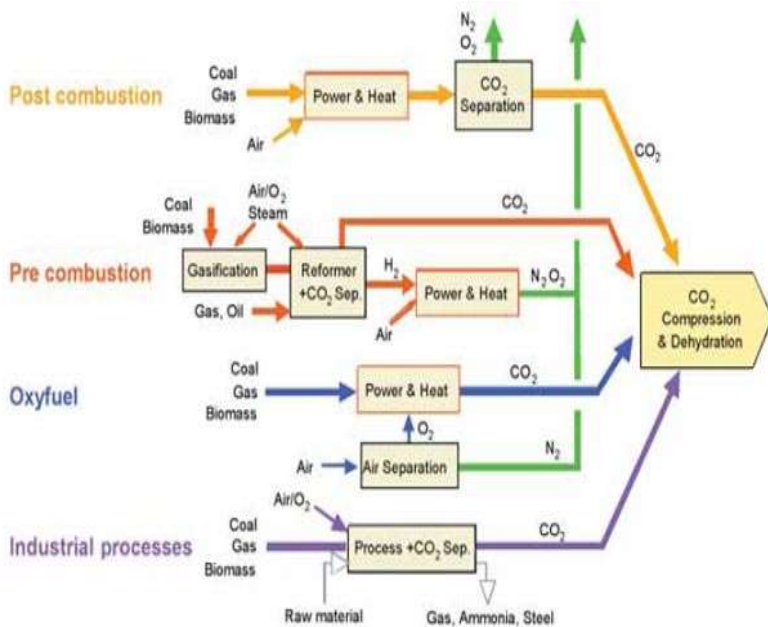 N₂
O₂
Post combustion
Coal
Gas
Biomass
Air
Power & Heat
CO₂
Separation
CO₂
Pre combustion
Coal
Biomass
Air/O₂
Steam
Gasification
Gas, Oil
Reformer
+CO₂ Sep.
H₂
Air
Power & Heat
CO₂
N₂O₂
CO₂
Compression
& Dehydration
Oxyfuel
Coal
Gas
Biomass
Power & Heat
CO₂
O₂
Air
Air Separation
N₂
Industrial processes
Coal
Gas
Biomass
Air/O₂
Process +CO₂ Sep.
CO₂
Raw material
Gas, Ammonia, Steel